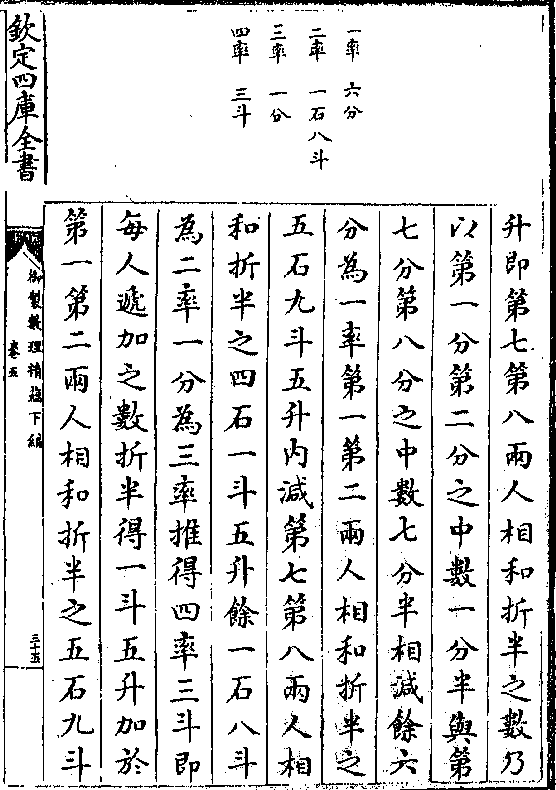 升即第七第八兩人相和折半之數乃
以第一分第二分之中數一分半與第
七分第八分之中數七分半相減餘六
分為一率第一第二兩人相和折半之
五石九斗五升內減第七第八兩人相
和折半之四石一斗五升餘一石八斗
為二率一分為三率推得四率三斗即
每人遞加之數折半得一斗五升加於
第一第二兩人相和折半之五石九斗
一率　六分
二率　一石八斗
三率　一分
四率　三斗
欽定四庫全書
御製數理精蘊下編
卷五
三十五